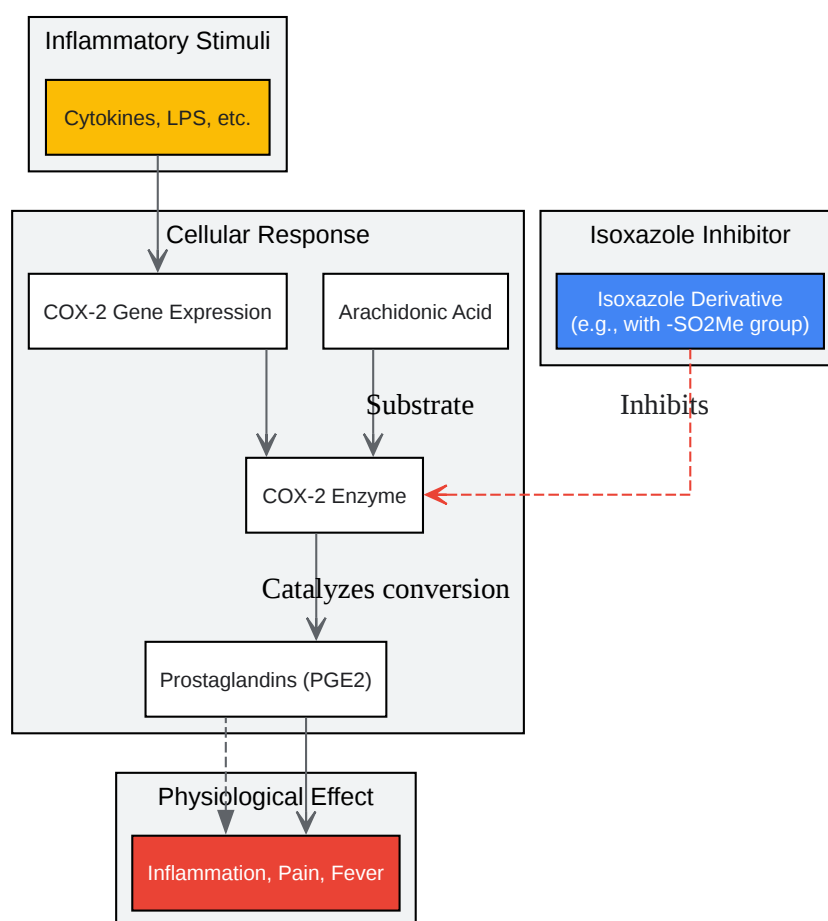 Inflammatory Stimuli
Cytokines, LPS, etc.
Cellular Response
COX-2 Gene Expression
Arachidonic Acid
Isoxazole Inhibitor
Isoxazole Derivative
(e.g., with -SO2Me group)
Substrate
Inhibits
COX-2 Enzyme
Catalyzes conversion
Prostaglandins (PGE2)
Physiological Effect
Inflammation, Pain, Fever